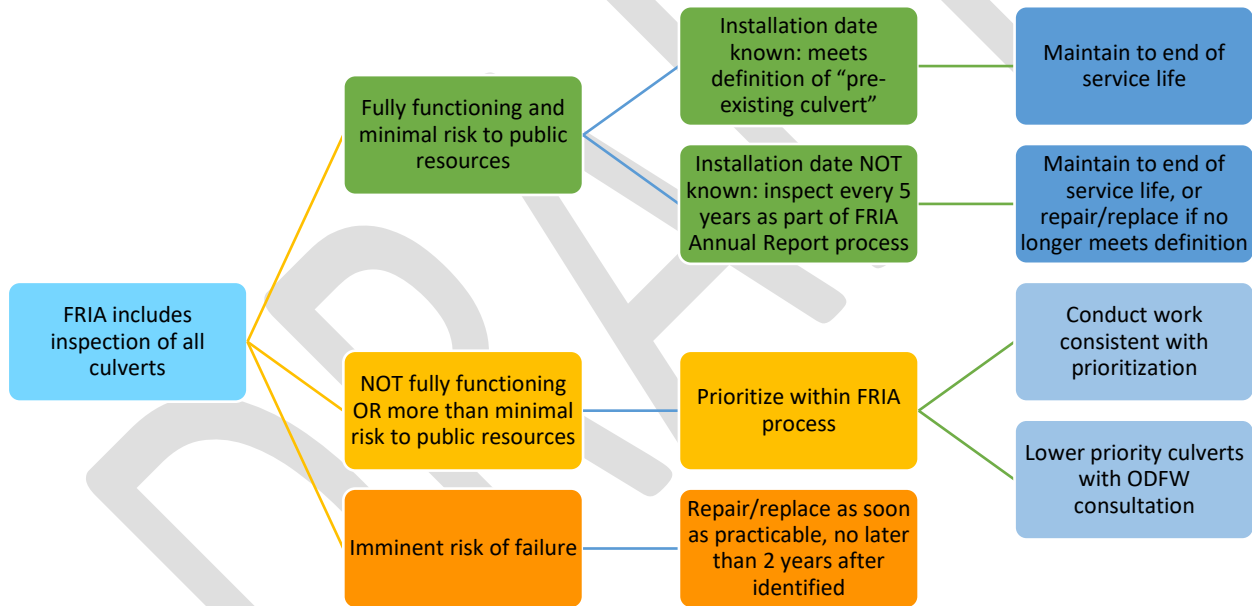 FRIA includes
inspection of all
culverts
Fully functioning and
minimal risk to public
resources
Installation date
known: meets
definition of “pre-
existing culvert”
Maintain to end of
service life
Installation date NOT
known: inspect every 5
years as part of FRIA
Annual Report process
Maintain to end of
service life, or
repair/replace if no
longer meets definition
NOT fully functioning
OR more than minimal
risk to public resources
Prioritize within FRIA
process
Conduct work
consistent with
prioritization
Lower priority culverts
with ODFW
consultation
Imminent risk of failure
Repair/replace as soon
as practicable, no later
than 2 years after
identified